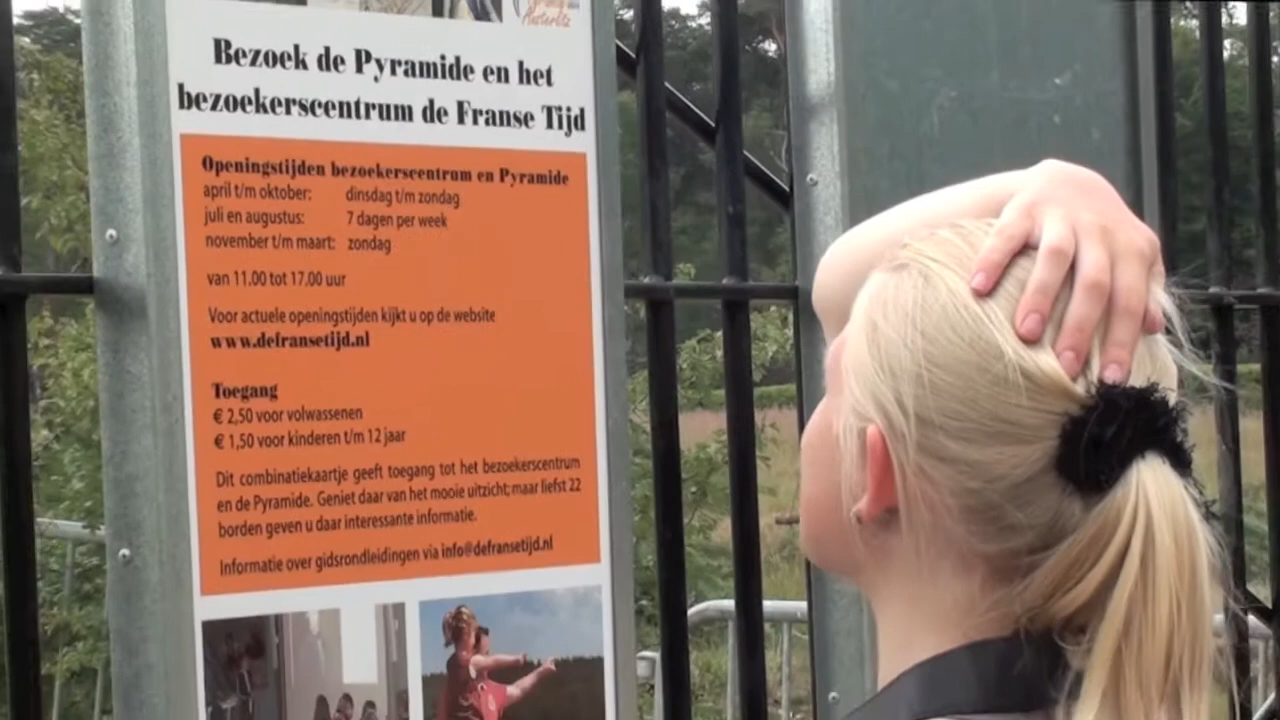 Austerlitz
Bezoek de Pyramide en het
bezoekerscentrum de Franse Tijd
Openingstijden bezoekerscentrum en Pyramide
april t/m oktober: dinsdag t/m zondag
juli en augustus: 7 dagen per week
november t/m maart: zondag
van 11.00 tot 17.00 uur
Voor actuele openingstijden kijkt u op de website
www.defransetijd.nl
Toegang
€ 2,50 voor volwassenen
€ 1,50 voor kinderen t/m 12 jaar
Dit combinatiekaartje geeft toegang tot het bezoekerscentrum
en de Pyramide. Geniet daar van het mooie uitzicht; maar liefst 22
borden geven u daar interessante informatie.
Informatie over gidsrondleidingen via info@defransetijd.nl